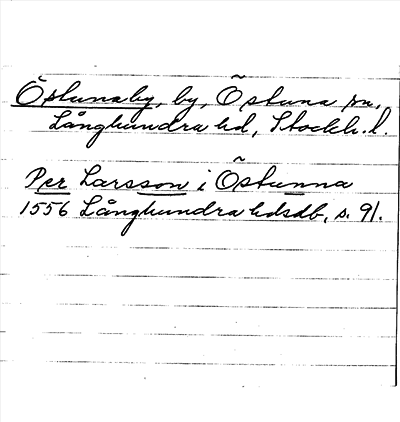 Östunaby, by, Östuna sn,
Långhundra hd, Stockh. l.
Per Larsson i Östunna
1556 Långhundra hdsdb, s. 91.